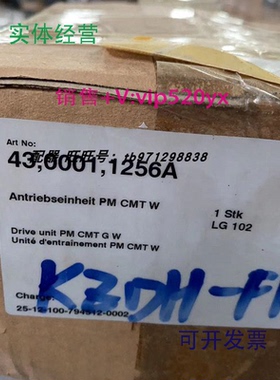 实体经营
销售+V:vip520yx
Art No:
43,0001,1256A
Antriebseinheit PM CMT W
1 Stk
LG 102
Drive unit PM CMT G W
Unité d'entraînement PM CMT W
Charge:
KZDH-F
可开发票